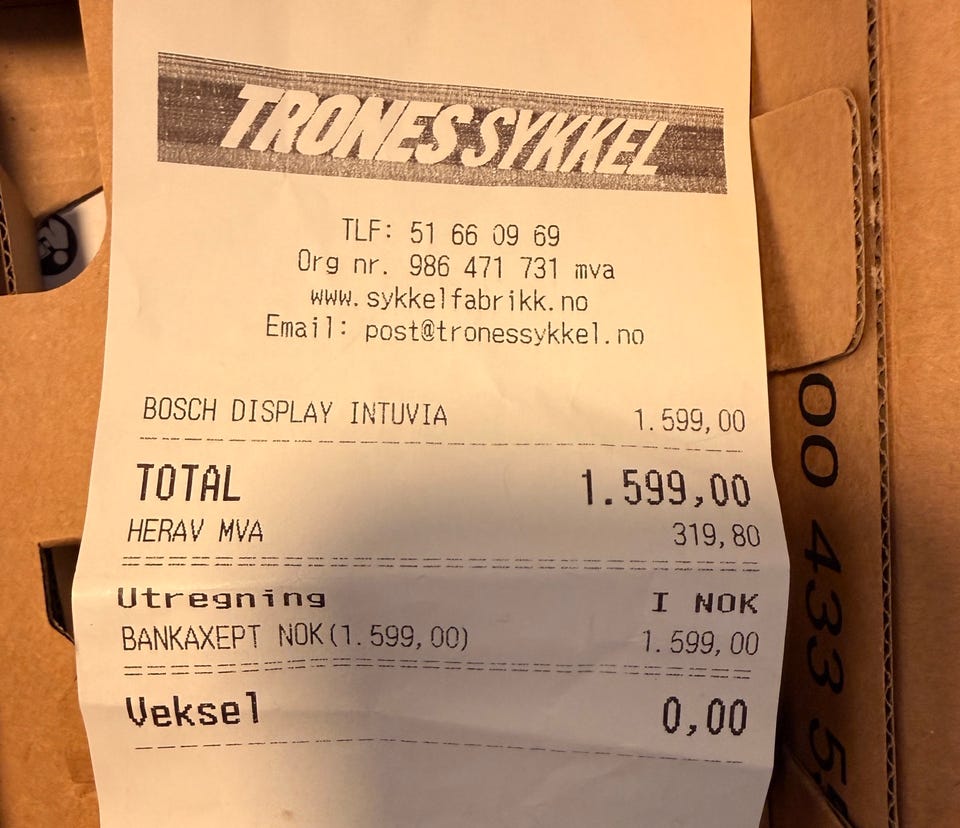 TRONES SYKKEL
TLF: 51 66 09 69
Org nr. 986 471 731 mva
www.sykkelfabrikk.no
Email: post@tronessykkel.no
BOSCH DISPLAY INTUVIA 1.599,00
TOTAL 1.599,00
HERAV MVA 319,80
Utregning I NOK
BANKAXEPT NOK(1.599,00) 1.599,00
Veksel 0,00
00 433 5